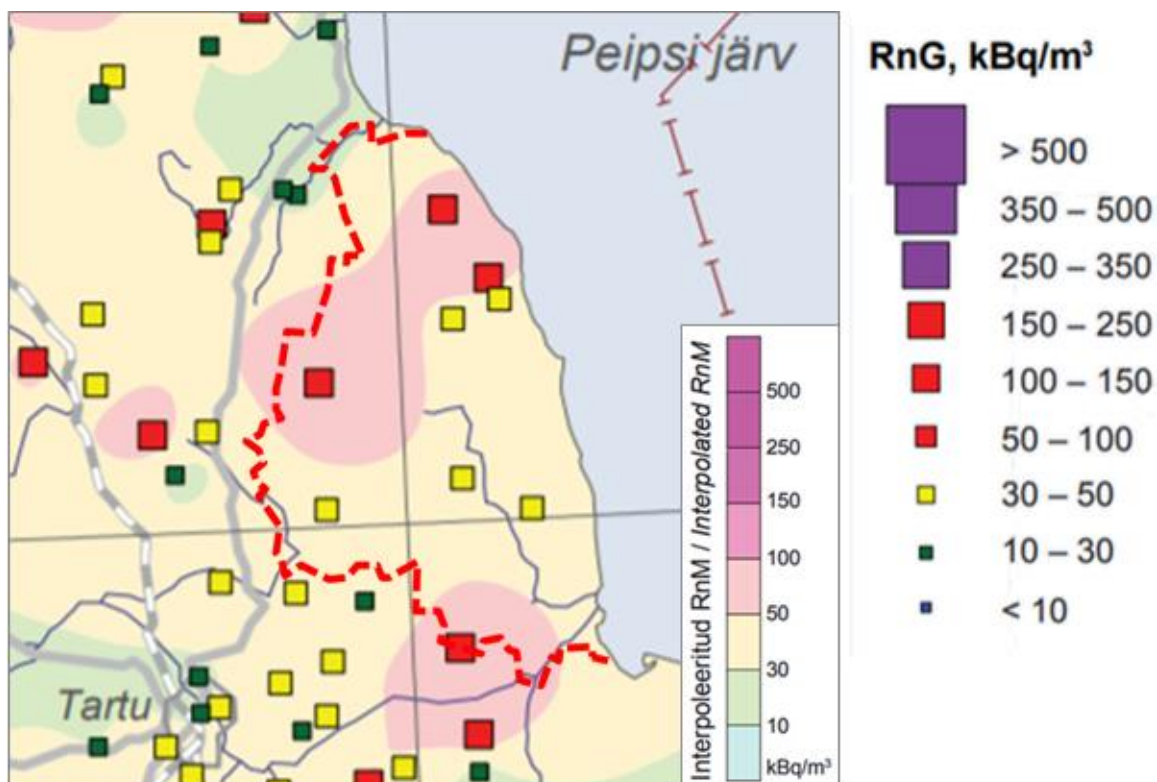 Peipsi järv
Tartu
Interpoleeritud RnM / Interpolated RnM
500
250
150
100
50
30
10
kBq/m³
RnG, kBq/m³
> 500
350 – 500
250 – 350
150 – 250
100 – 150
50 – 100
30 – 50
10 – 30
< 10